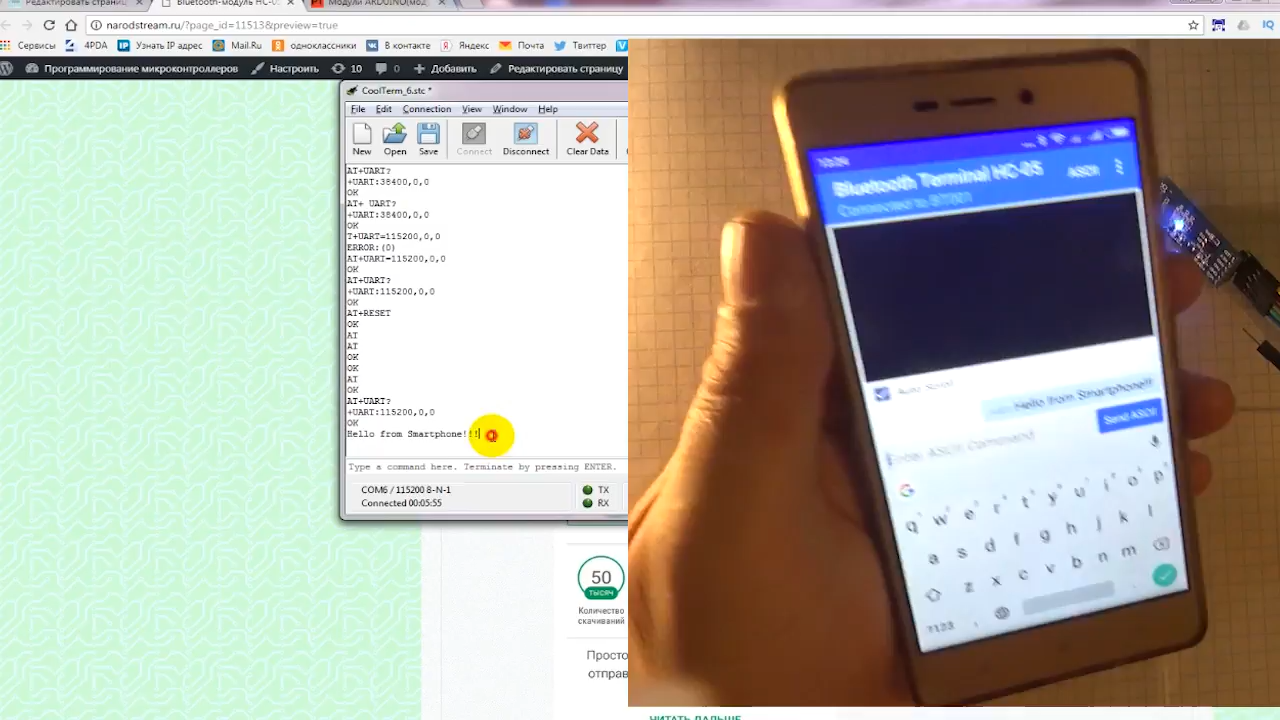 Редактировать страни
Bluetooth-модуль HC-0
Модули ARDUINO(мод
narodstream.ru/?page_id=11513&preview=true
Сервисы
4PDA
Узнать IP адрес
Mail.Ru
одноклассники
В контакте
Яндекс
Почта
Твиттер
Программирование микроконтроллеров
Настроить
10
0
Добавить
Редактировать страницу
CoolTerm_6.stc *
File Edit Connection View Window Help
New Open Save Connect Disconnect Clear Data
AT+UART?
+UART:38400,0,0
OK
AT+ UART?
+UART:38400,0,0
OK
T+UART=115200,0,0
ERROR:(0)
AT+UART=115200,0,0
OK
AT+UART?
+UART:115200,0,0
OK
AT+RESET
OK
AT
AT
OK
OK
AT
OK
AT+UART?
+UART:115200,0,0
OK
Hello from Smartphone!!!
Type a command here. Terminate by pressing ENTER.
COM6 / 115200 8-N-1
Connected 00:05:55
TX
RX
50
тысяч
Количество
скачиваний
Просто
отправ
ЧИТАТЬ ДАЛЬШЕ
Bluetooth Terminal HC-05
ASCII
Auto Scroll
Hello from Smartphone!!!
Send ASCII
Enter ASCII Command
q w e r t y u i o p
a s d f g h j k l
z x c v b n m
?123